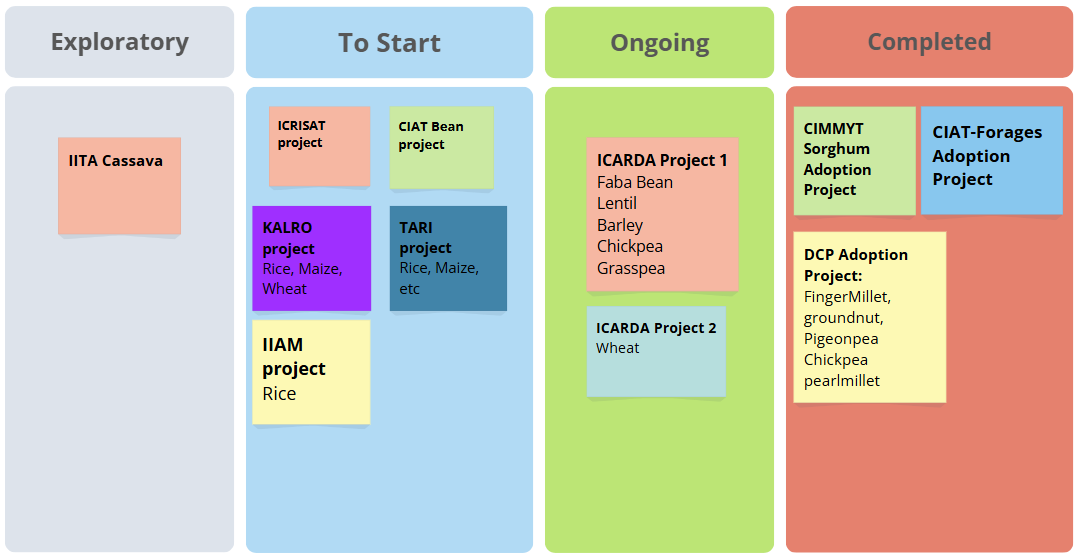 Exploratory
To Start
Ongoing
Completed
IITA Cassava
ICRISAT
project
CIAT Bean
project
KALRO
project
Rice, Maize,
Wheat
TARI
project
Rice, Maize,
etc
IIAM
project
Rice
ICARDA Project 1
Faba Bean
Lentil
Barley
Chickpea
Grasspea
ICARDA Project 2
Wheat
CIMMYT
Sorghum
Adoption
Project
CIAT-Forages
Adoption
Project
DCP Adoption
Project:
FingerMillet,
groundnut,
Pigeonpea
Chickpea
pearlmillet